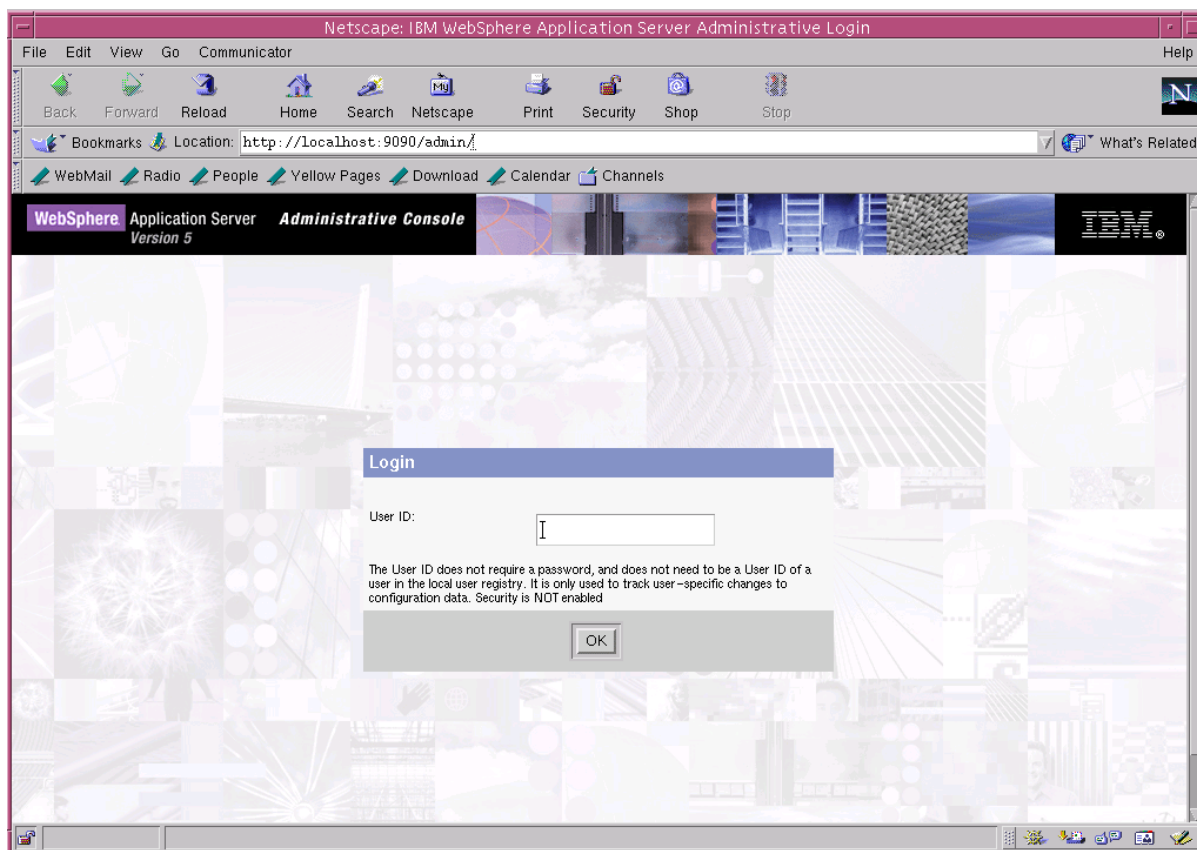 Netscape: IBM WebSphere Application Server Administrative Login
File Edit View Go Communicator Help
My
N
Back Forward Reload Home Search Netscape Print Security Shop Stop
Bookmarks Location: http://localhost:9090/admin/ What's Related
WebMail Radio People Yellow Pages Download Calendar Channels
WebSphere Application Server Administrative Console
Version 5
IBM®
Login
User ID:
The User ID does not require a password, and does not need to be a User ID of a
user in the local user registry. It is only used to track user-specific changes to
configuration data. Security is NOT enabled
OK